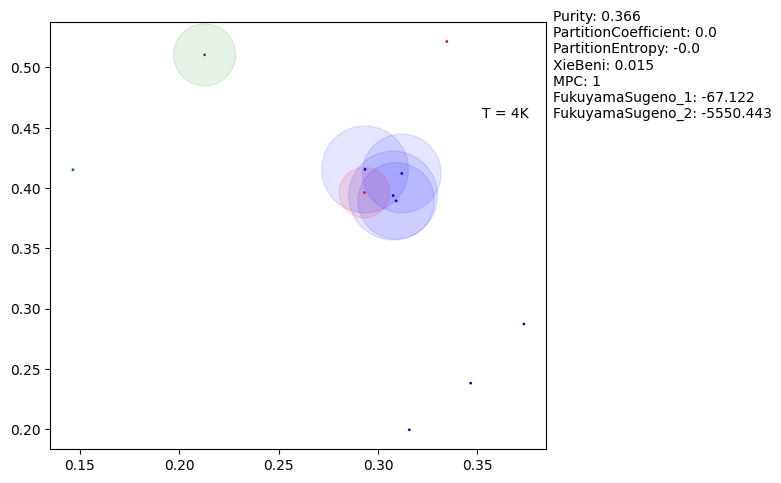 Purity: 0.366
PartitionCoefficient: 0.0
PartitionEntropy: -0.0
XieBeni: 0.015
MPC: 1
FukuyamaSugeno_1: -67.122
FukuyamaSugeno_2: -5550.443
T = 4K
0.50
0.45
0.40
0.35
0.30
0.25
0.20
0.15 0.20 0.25 0.30 0.35